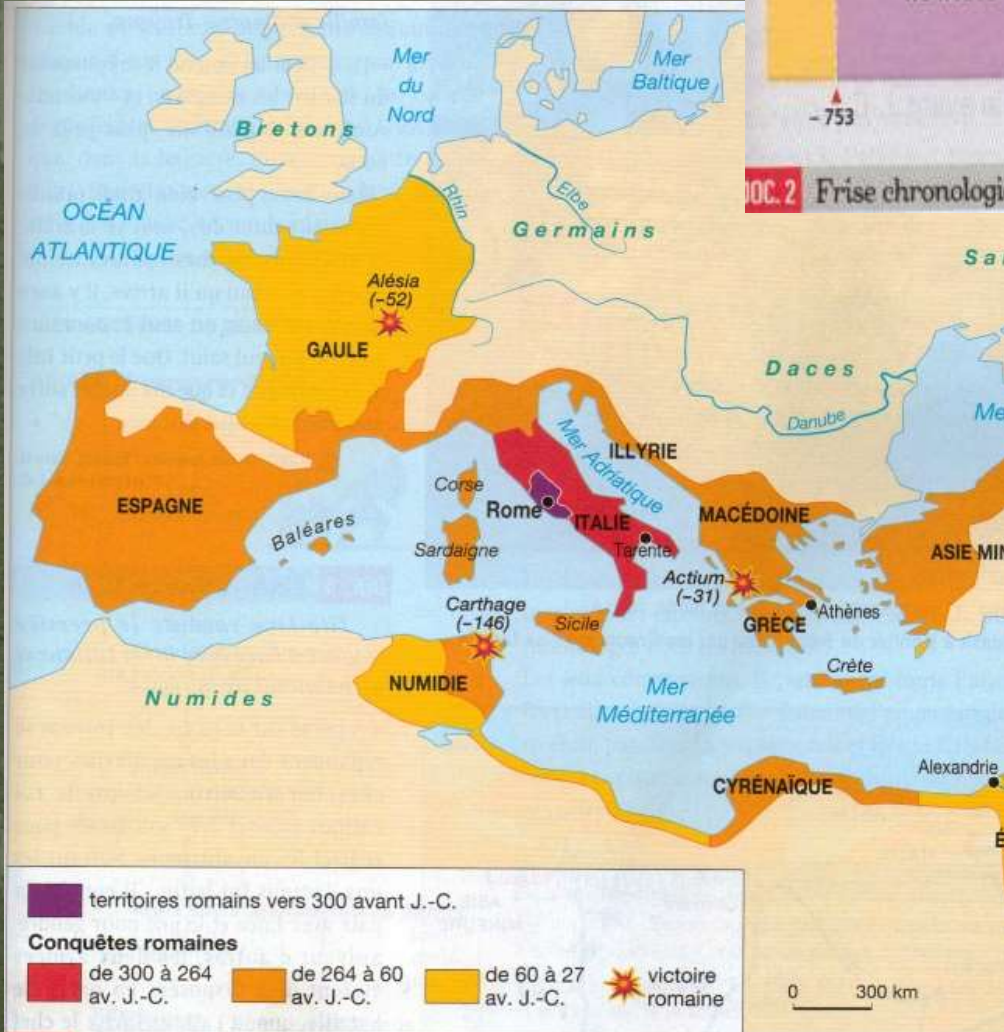 - 753
DOC. 2 Frise chronologi
Mer
du
Nord
Mer
Baltique
Bretons
OCÉAN
ATLANTIQUE
Rhin
Elbe
Germains
Sa
Alésia
(-52)
GAULE
Daces
Danube
Me
ILLYRIE
Mer Adriatique
ESPAGNE
Baléares
Corse
Rome
ITALIE
MACÉDOINE
Sardaigne
Tarente
ASIE MIN
Actium
(-31)
Athènes
Carthage
(-146)
Sicile
GRÈCE
Crète
Numides
NUMIDIE
Mer
Méditerranée
Alexandrie
CYRÉNAÏQUE
É
territoires romains vers 300 avant J.-C.
Conquêtes romaines
de 300 à 264
av. J.-C.
de 264 à 60
av. J.-C.
de 60 à 27
av. J.-C.
victoire
romaine
0 300 km